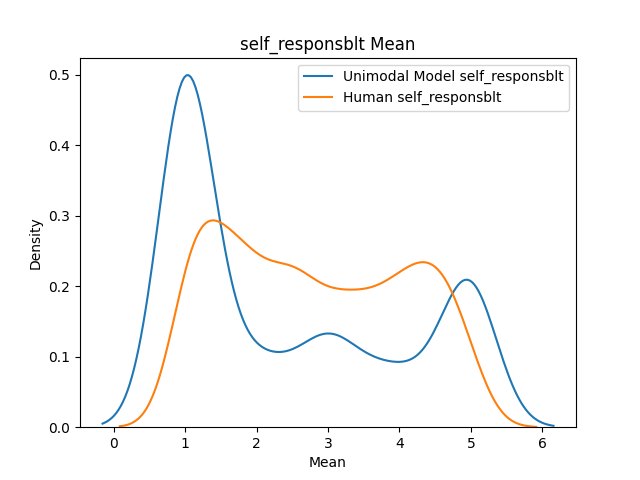 self_responsblt Mean
Unimodal Model self_responsblt
Human self_responsblt
0.5
0.4
0.3
0.2
0.1
0.0
Density
0 1 2 3 4 5 6
Mean